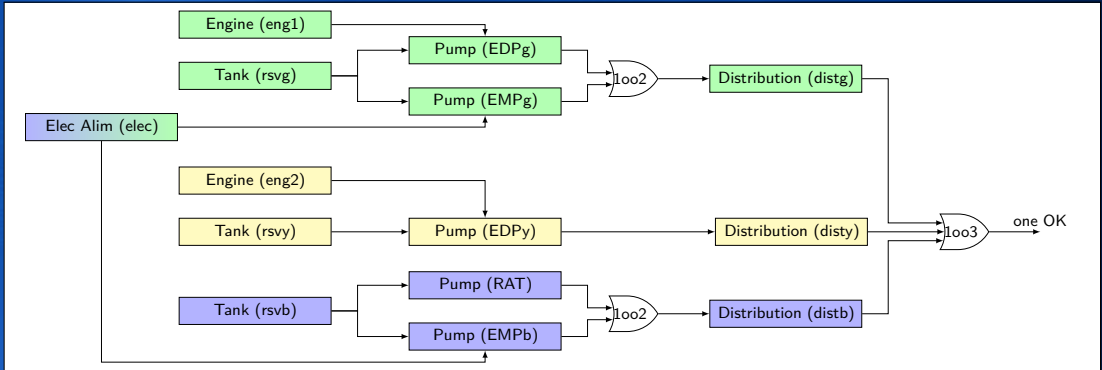 Engine (eng1)
Pump (EDPg)
Tank (rsvg)
1oo2
Distribution (distg)
Pump (EMPg)
Elec Alim (elec)
Engine (eng2)
Tank (rsvy)
Pump (EDPy)
Distribution (disty)
1oo3
one OK
Pump (RAT)
Tank (rsvb)
1oo2
Distribution (distb)
Pump (EMPb)